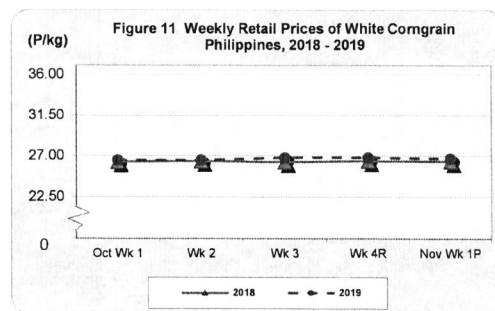 Figure 11 Weekly Retail Prices of White Corngrain
Philippines, 2018 - 2019
(P/kg)
36.00
31.50
27.00
22.50
0
Oct Wk 1 Wk 2 Wk 3 Wk 4R Nov Wk 1P
2018 2019